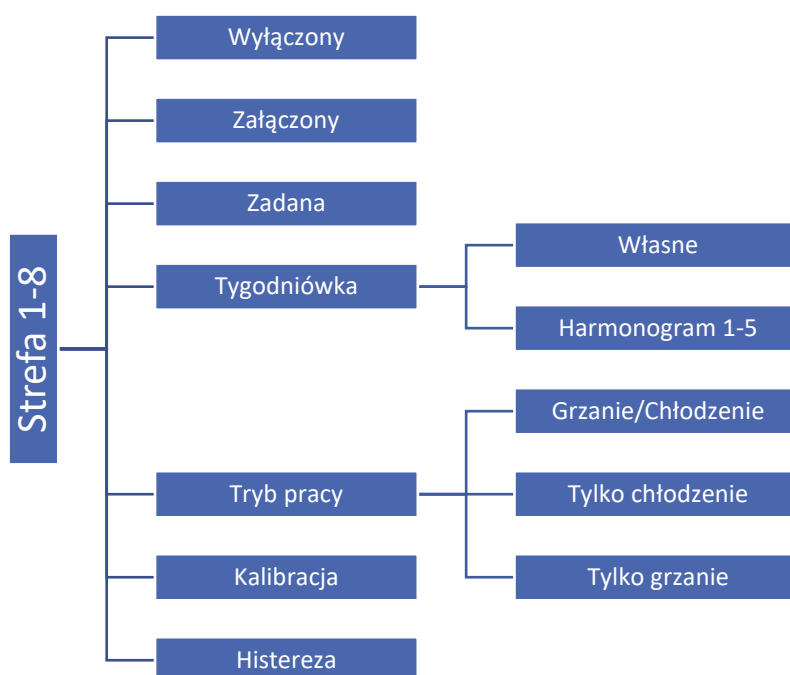 Strefa 1-8
Wyłączony
Załączony
Zadana
Tygodniówka
Własne
Harmonogram 1-5
Tryb pracy
Grzanie/Chłodzenie
Tylko chłodzenie
Tylko grzanie
Kalibracja
Histereza